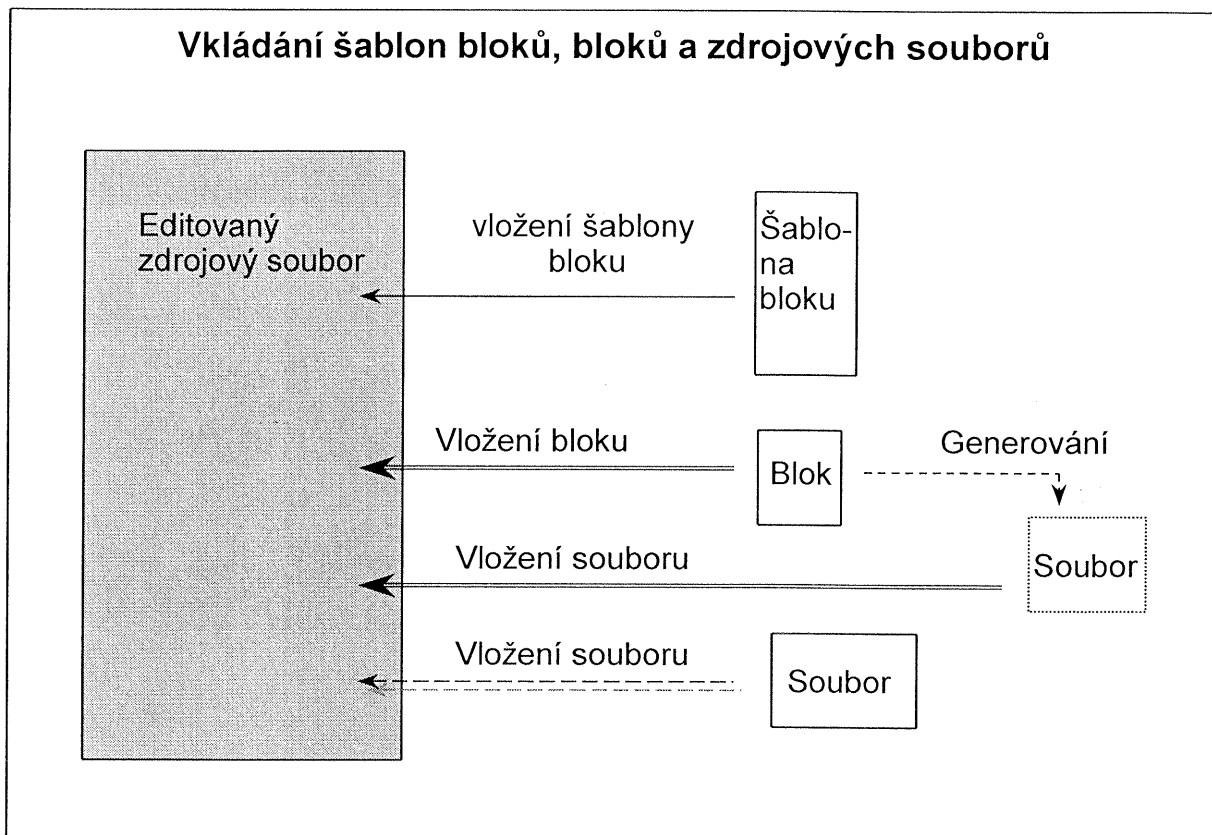 Vkládání šablon bloků, bloků a zdrojových souborů
Editovaný
zdrojový soubor
vložení šablony
bloku
Šablo-
na
bloku
Vložení bloku
Blok
Generování
Vložení souboru
Soubor
Vložení souboru
Soubor